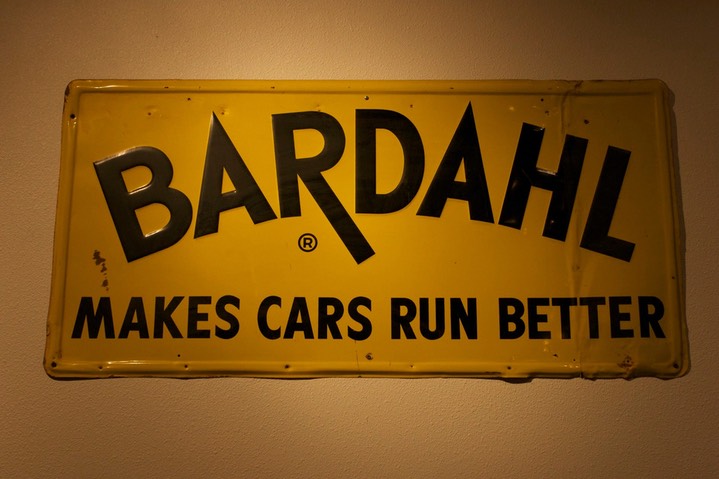 BARDAHL
®
MAKES CARS RUN BETTER